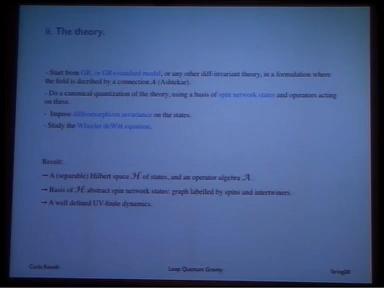 ii. The theory.
- Start from GR, or GR+standard model, or any other diff-invariant theory, in a formulation where
the field is decribed by a connection A (Ashtekar).
- Do a canonical quantization of the theory, using a basis of spin network states and operators acting
on these.
- Impose diffeomorphism invariance on the states.
- Study the Wheeler deWitt equation.
Result:
→ A (separable) Hilbert space H of states, and an operator algebra A.
→ Basis of H: abstract spin network states: graph labelled by spins and intertwiners.
→ A well defined UV-finite dynamics.
Carlo Rovelli
Loop Quantum Gravity
String08